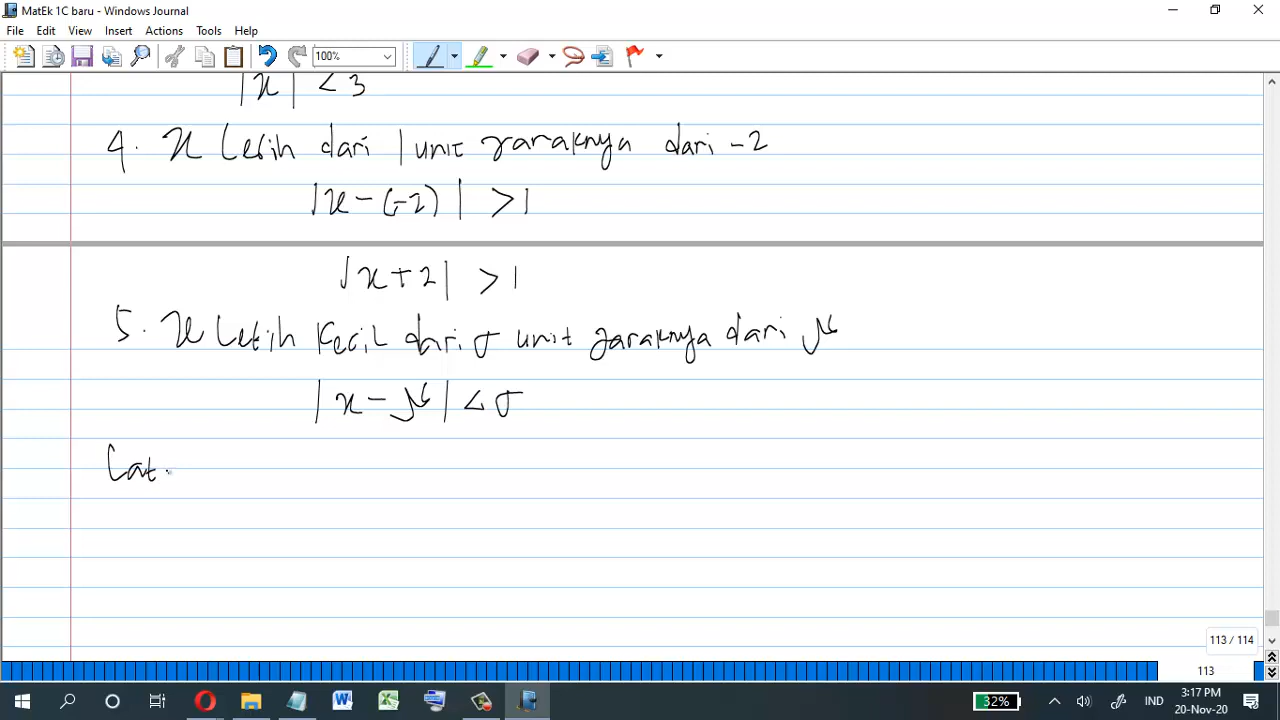 MatEk 1C baru - Windows Journal
File Edit View Insert Actions Tools Help
100%
|x| < 3
4. x lebih dari 1 unit jaraknya dari -2
|x - (-2)| > 1
|x + 2| > 1
5. x lebih kecil dari σ unit jaraknya dari μ
|x - μ| < σ
Cat.
113 / 114
113
32% IND 3:17 PM
20-Nov-20